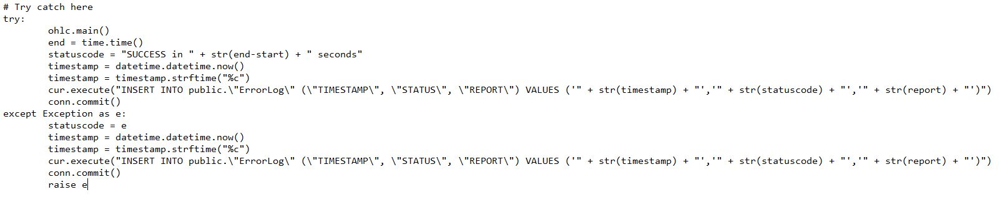 # Try catch here
try:
        ohlc.main()
        end = time.time()
        statuscode = "SUCCESS in " + str(end-start) + " seconds"
        timestamp = datetime.datetime.now()
        timestamp = timestamp.strftime("%c")
        cur.execute("INSERT INTO public.\"ErrorLog\" (\"TIMESTAMP\", \"STATUS\", \"REPORT\") VALUES ('" + str(timestamp) + "','" + str(statuscode) + "','" + str(report) + "')")
        conn.commit()
except Exception as e:
        statuscode = e
        timestamp = datetime.datetime.now()
        timestamp = timestamp.strftime("%c")
        cur.execute("INSERT INTO public.\"ErrorLog\" (\"TIMESTAMP\", \"STATUS\", \"REPORT\") VALUES ('" + str(timestamp) + "','" + str(statuscode) + "','" + str(report) + "')")
        conn.commit()
        raise e